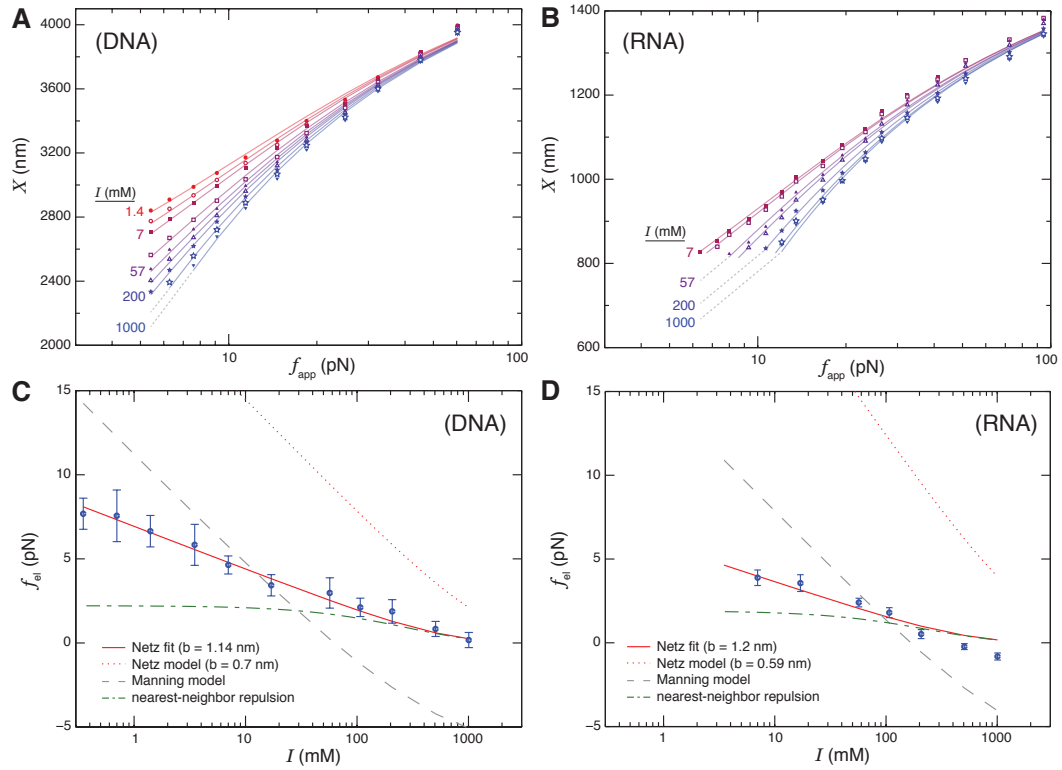 A
(DNA)
4000
3600
3200
2800
2400
2000
X (nm)
I (mM)
1.4
7
57
200
1000
10
100
f_app (pN)
B
(RNA)
1400
1200
1000
800
600
X (nm)
I (mM)
7
57
200
1000
10
100
f_app (pN)
C
(DNA)
15
10
5
0
−5
f_el (pN)
Netz fit (b = 1.14 nm)
Netz model (b = 0.7 nm)
Manning model
nearest-neighbor repulsion
1
10
100
1000
I (mM)
D
(RNA)
15
10
5
0
−5
f_el (pN)
Netz fit (b = 1.2 nm)
Netz model (b = 0.59 nm)
Manning model
nearest-neighbor repulsion
1
10
100
1000
I (mM)